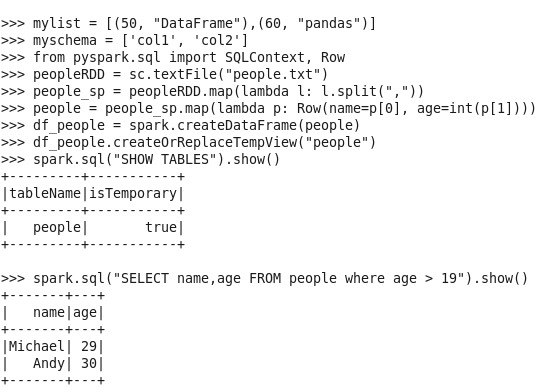 >>> mylist = [(50, "DataFrame"),(60, "pandas")]
>>> myschema = ['col1', 'col2']
>>> from pyspark.sql import SQLContext, Row
>>> peopleRDD = sc.textFile("people.txt")
>>> people_sp = peopleRDD.map(lambda l: l.split(","))
>>> people = people_sp.map(lambda p: Row(name=p[0], age=int(p[1])))
>>> df_people = spark.createDataFrame(people)
>>> df_people.createOrReplaceTempView("people")
>>> spark.sql("SHOW TABLES").show()
+---------+-----------+
|tableName|isTemporary|
+---------+-----------+
|   people|       true|
+---------+-----------+
>>> spark.sql("SELECT name,age FROM people where age > 19").show()
+-------+---+
|   name|age|
+-------+---+
|Michael| 29|
|   Andy| 30|
+-------+---+